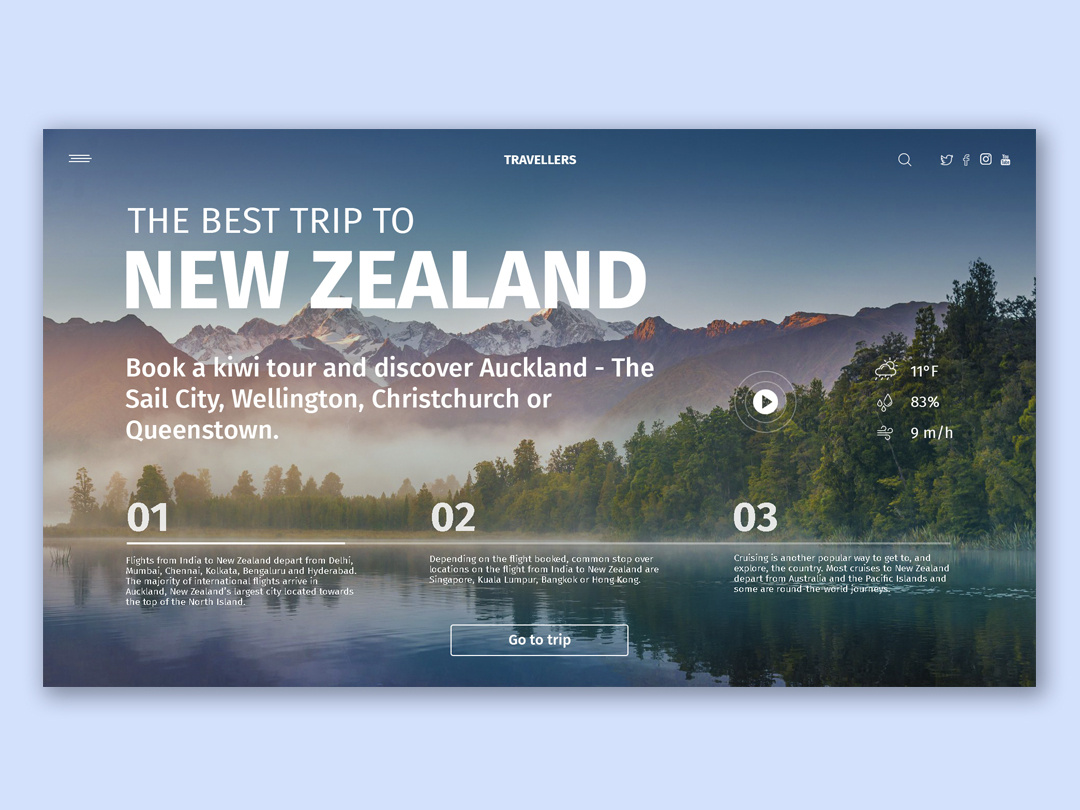 TRAVELLERS
THE BEST TRIP TO
NEW ZEALAND
Book a kiwi tour and discover Auckland - The
Sail City, Wellington, Christchurch or
Queenstown.
11°F
83%
9 m/h
01
Flights from India to New Zealand depart from Delhi,
Mumbai, Chennai, Kolkata, Bengaluru and Hyderabad.
The majority of international flights arrive in
Auckland, New Zealand's largest city located towards
the top of the North Island.
02
Depending on the flight booked, common stop over
locations on the flight from India to New Zealand are
Singapore, Kuala Lumpur, Bangkok or Hong Kong.
03
Cruising is another popular way to get to, and
explore, the country. Most cruises to New Zealand
depart from Australia and the Pacific Islands and
some are round-the-world journeys.
Go to trip